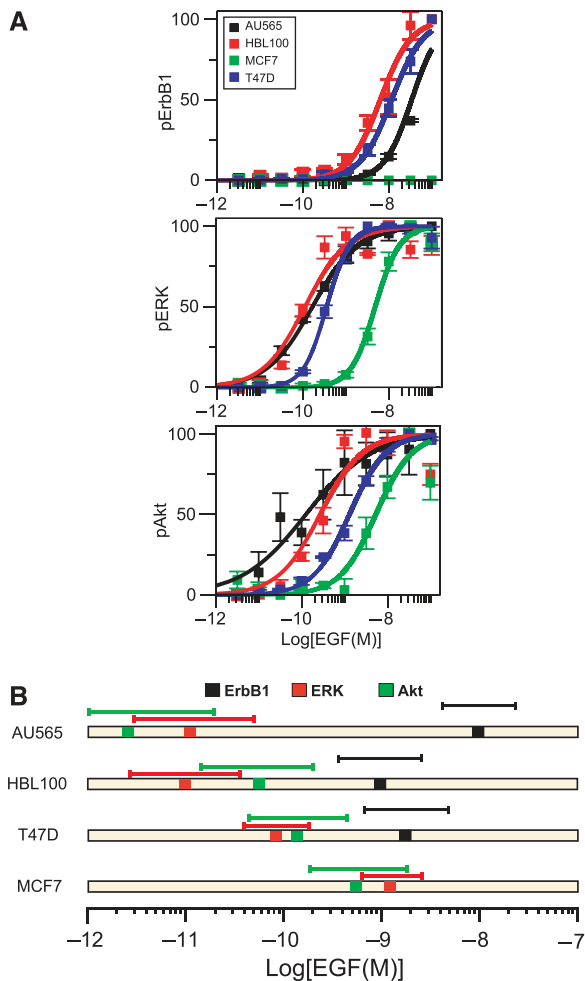 A
AU565
HBL100
MCF7
T47D
pErbB1
100
50
0
−12
−10
−8
pERK
100
50
0
−12
−10
−8
pAkt
100
50
0
−12
−10
−8
Log[EGF(M)]
B
ErbB1 ERK Akt
AU565
HBL100
T47D
MCF7
−12 −11 −10 −9 −8 −7
Log[EGF(M)]